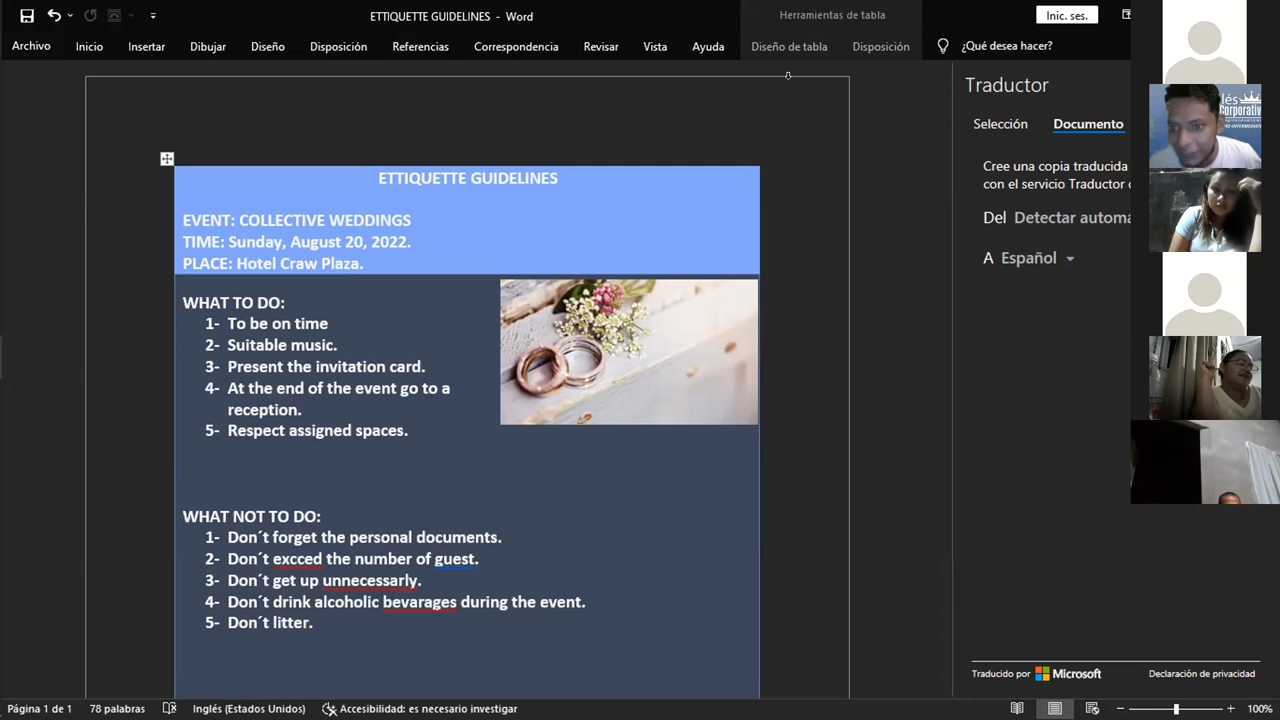 ETTIQUETTE GUIDELINES - Word
Herramientas de tabla
Inic. ses.
Archivo Inicio Insertar Dibujar Diseño Disposición Referencias Correspondencia Revisar Vista Ayuda Diseño de tabla Disposición ¿Qué desea hacer?
Traductor
Selección Documento
Cree una copia traducida
con el servicio Traductor
Del Detectar automa
A Español
ETTIQUETTE GUIDELINES
EVENT: COLLECTIVE WEDDINGS
TIME: Sunday, August 20, 2022.
PLACE: Hotel Craw Plaza.
WHAT TO DO:
1- To be on time
2- Suitable music.
3- Present the invitation card.
4- At the end of the event go to a
reception.
5- Respect assigned spaces.
WHAT NOT TO DO:
1- Don´t forget the personal documents.
2- Don´t excced the number of guest.
3- Don´t get up unnecessarly.
4- Don´t drink alcoholic bevarages during the event.
5- Don´t litter.
lés
Corporativ
Traducido por Microsoft Declaración de privacidad
Página 1 de 1 78 palabras Inglés (Estados Unidos) Accesibilidad: es necesario investigar 100%